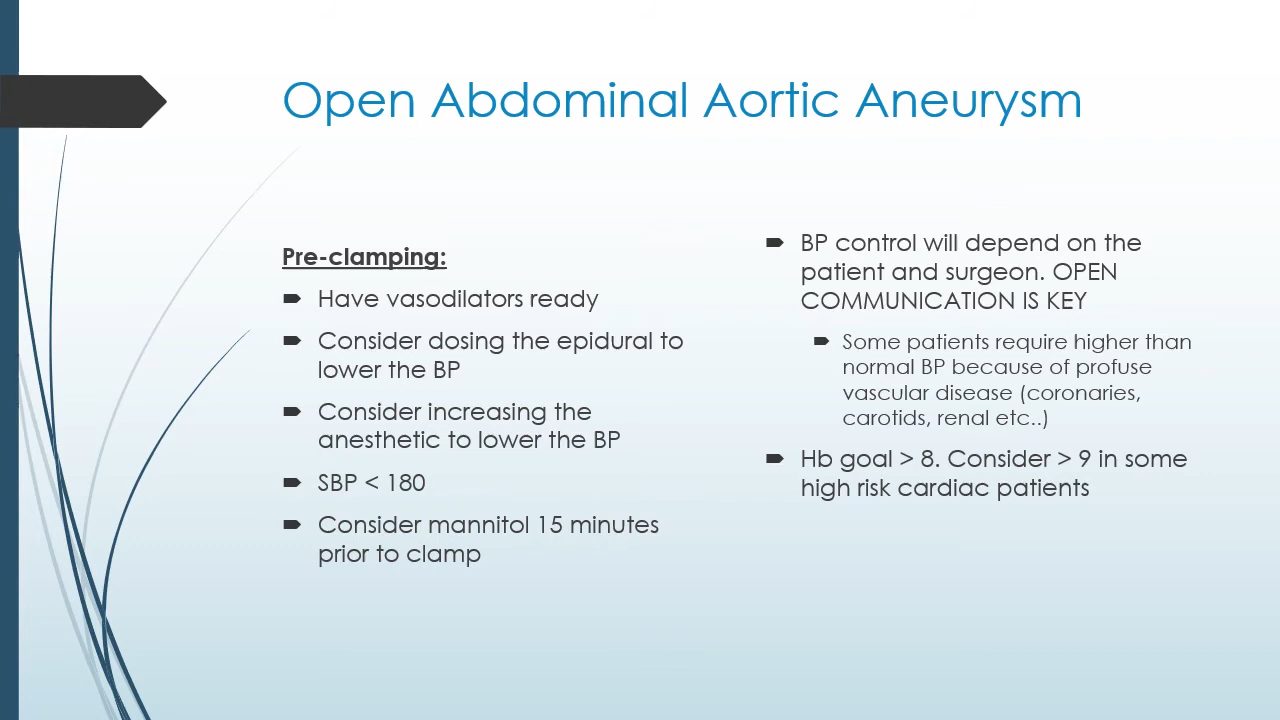 Open Abdominal Aortic Aneurysm
Pre-clamping:
Have vasodilators ready
Consider dosing the epidural to
lower the BP
Consider increasing the
anesthetic to lower the BP
SBP < 180
Consider mannitol 15 minutes
prior to clamp
BP control will depend on the
patient and surgeon. OPEN
COMMUNICATION IS KEY
Some patients require higher than
normal BP because of profuse
vascular disease (coronaries,
carotids, renal etc..)
Hb goal > 8. Consider > 9 in some
high risk cardiac patients